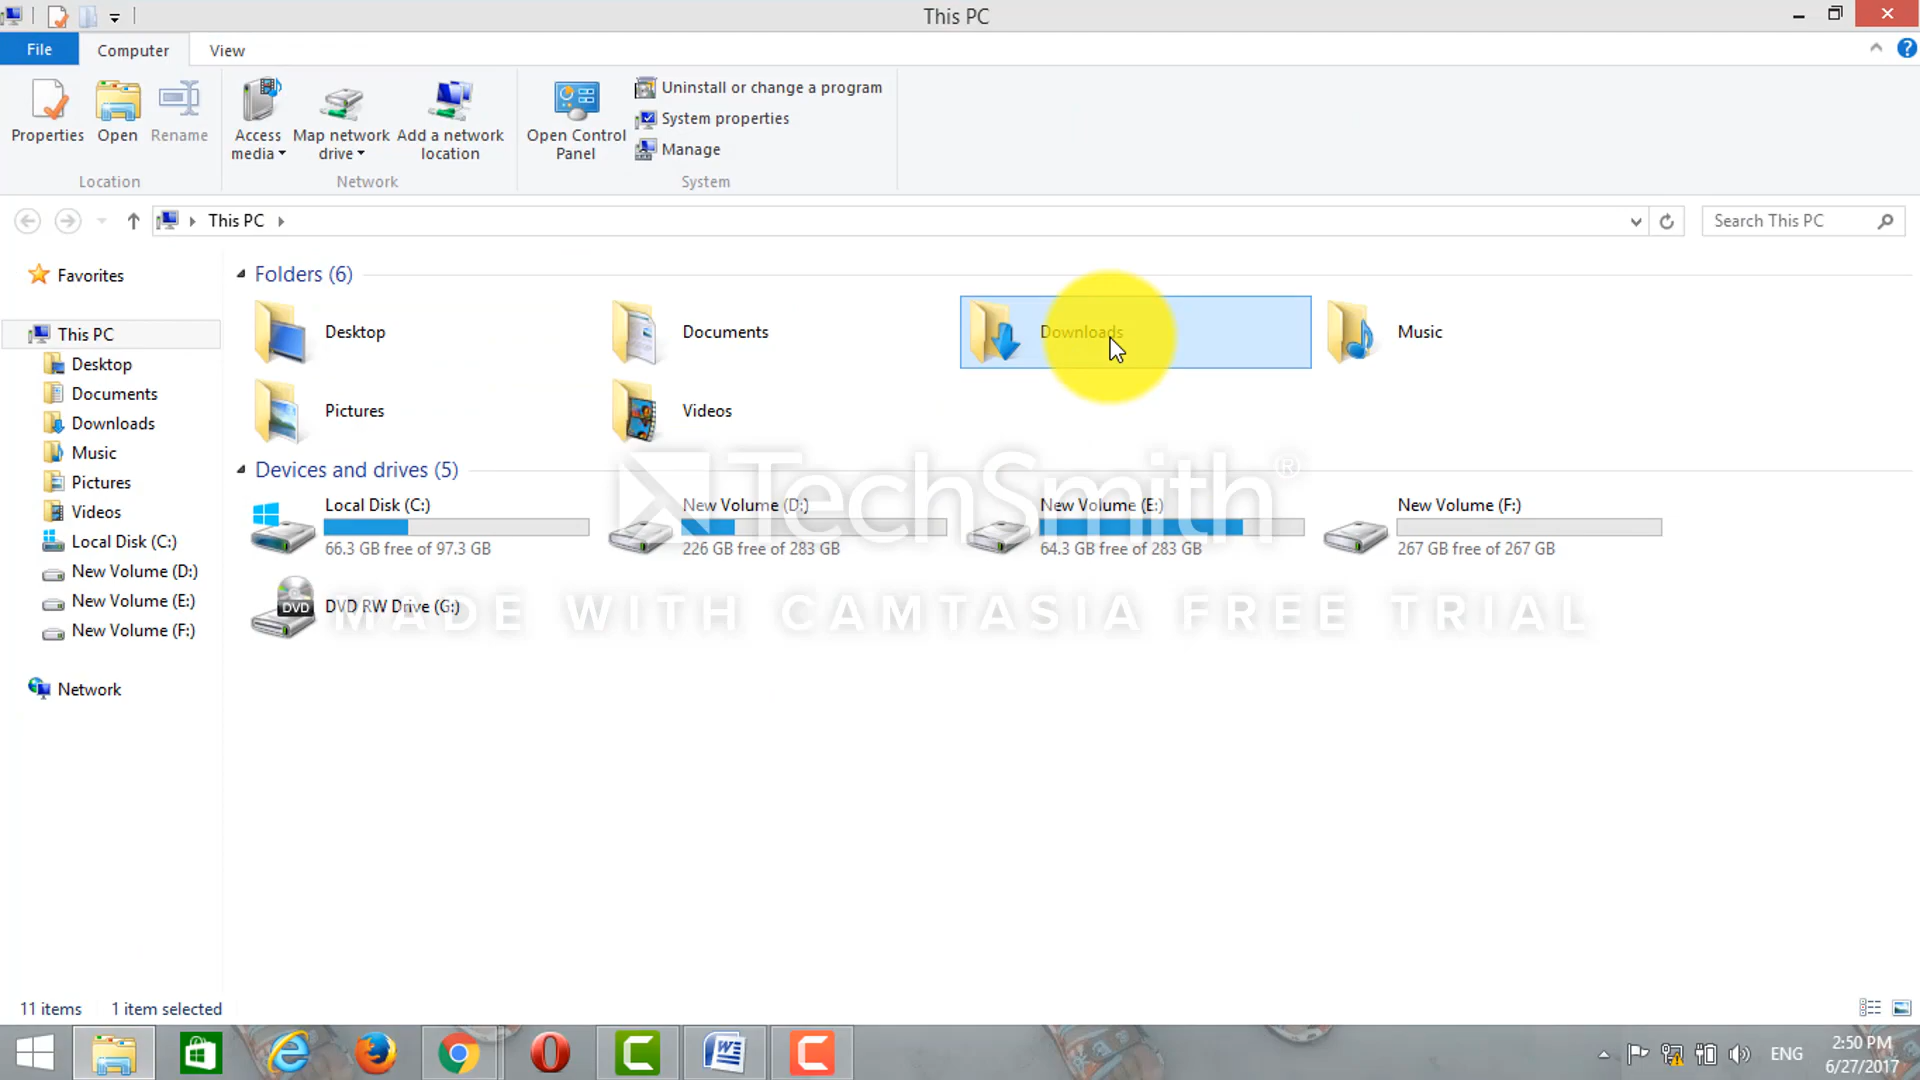 This PC
File Computer View
Properties Open Rename
Access media Map network drive Add a network location
Open Control Panel
Uninstall or change a program
System properties
Manage
Location Network System
This PC
Search This PC
Favorites
This PC
Desktop
Documents
Downloads
Music
Pictures
Videos
Local Disk (C:)
New Volume (D:)
New Volume (E:)
New Volume (F:)
Network
Folders (6)
Desktop Documents Downloads Music
Pictures Videos
Devices and drives (5)
Local Disk (C:) New Volume (D:) New Volume (E:) New Volume (F:)
66.3 GB free of 97.3 GB 226 GB free of 283 GB 64.3 GB free of 283 GB 267 GB free of 267 GB
DVD
DVD RW Drive (G:)
TechSmith®
MADE WITH CAMTASIA FREE TRIAL
11 items 1 item selected
ENG
2:50 PM
6/27/2017